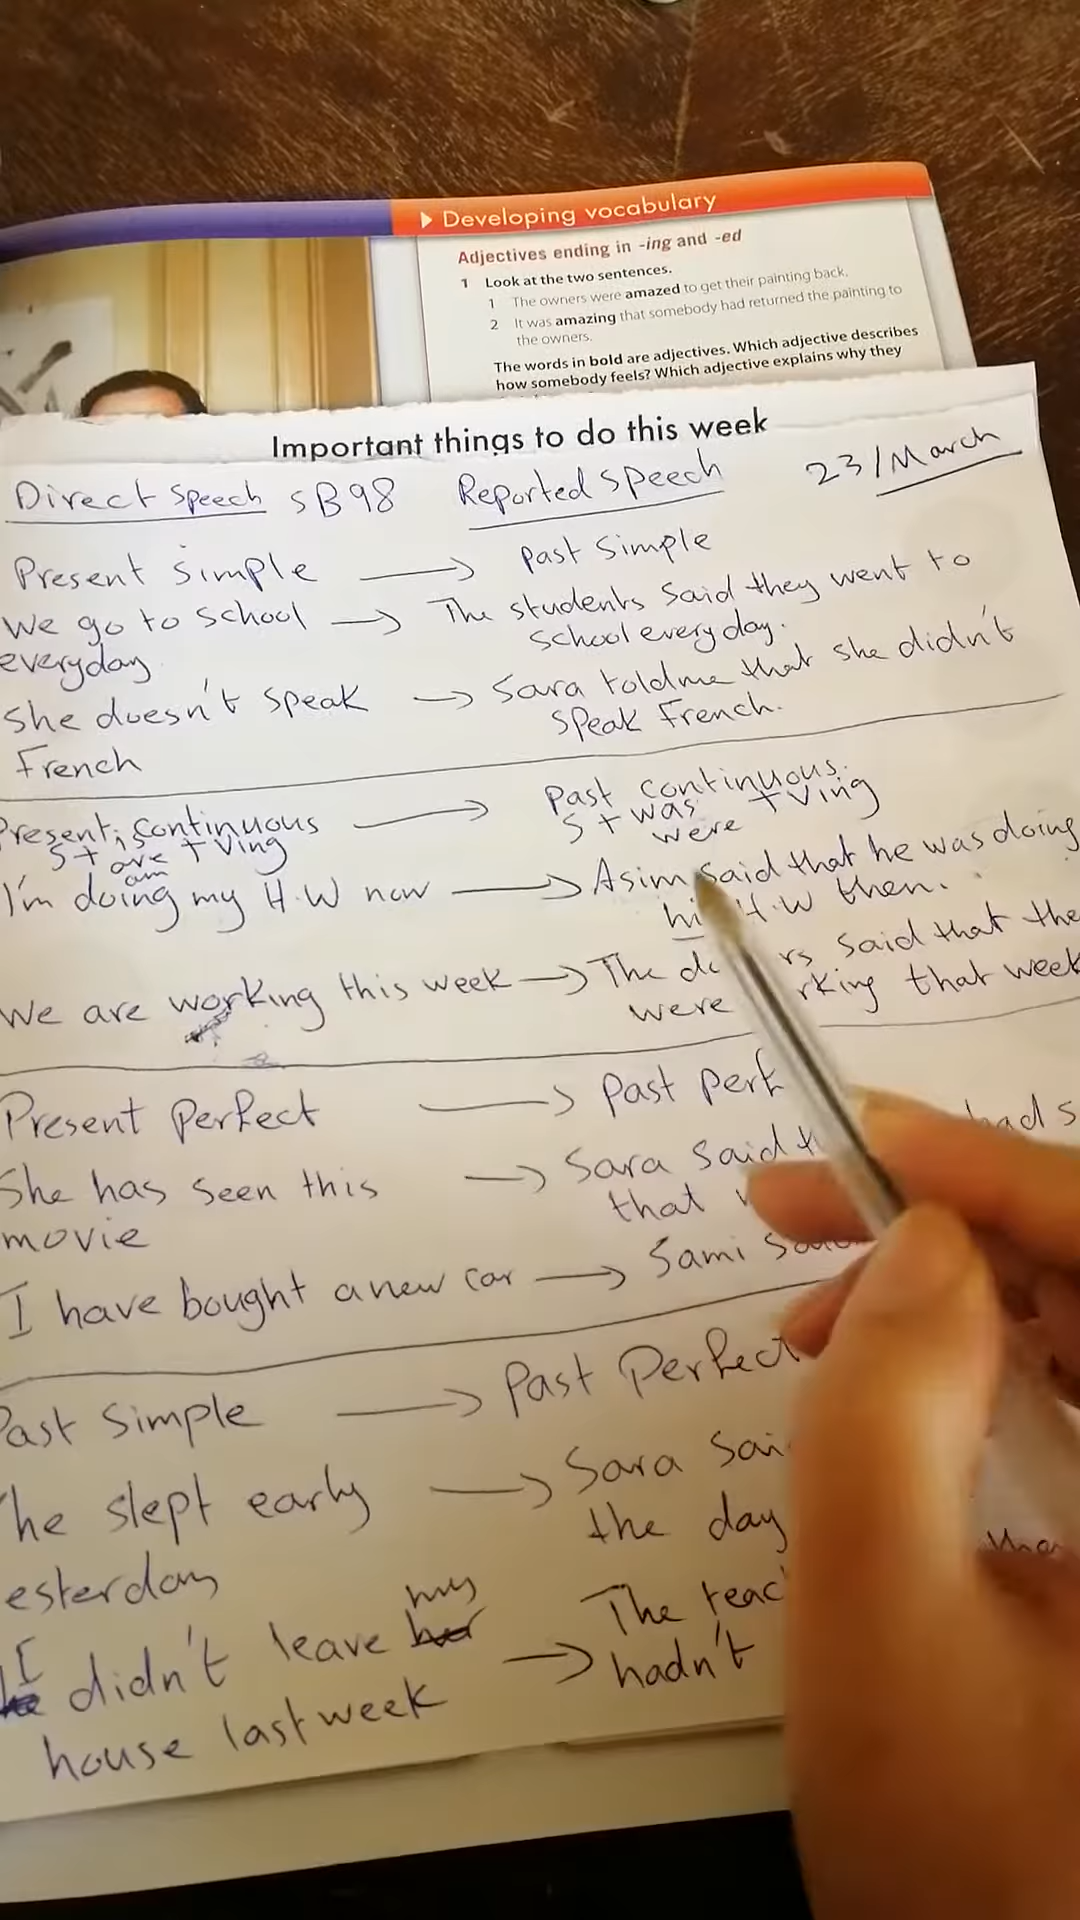 Developing vocabulary
Adjectives ending in -ing and -ed
1 Look at the two sentences.
1 The owners were amazed to get their painting back.
2 It was amazing that somebody had returned the painting to
the owners.
The words in bold are adjectives. Which adjective describes
how somebody feels? Which adjective explains why they
Important things to do this week
Direct Speech SB98 Reported Speech 23/March
Present Simple → Past Simple
We go to School → The students said they went to
everyday school everyday.
She doesn't speak → Sara told me that she didn't
French speak French.
Present Continuous → Past continuous.
S + are + Ving S + was + Ving
am were
I'm doing my H.W now → Asim said that he was doing
H.W then.
We are working this week → The said that
were that week
Present Perfect → Past
She has seen this → Sara said had
movie that
I have bought a new car → Sami
Past Simple → Past Perfect
slept early → Sara
the day
my
I didn't leave → The
house last week hadn't